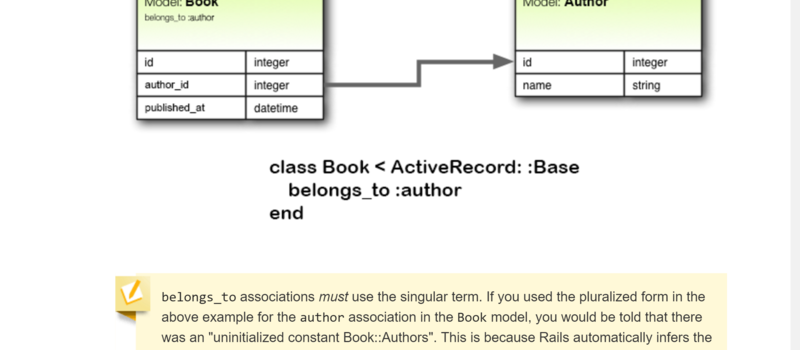 Model: Book
belongs_to :author
id integer
author_id integer
published_at datetime
Model: Author
id integer
name string
class Book < ActiveRecord: :Base
belongs_to :author
end
belongs_to associations must use the singular term. If you used the pluralized form in the
above example for the author association in the Book model, you would be told that there
was an "uninitialized constant Book::Authors". This is because Rails automatically infers the